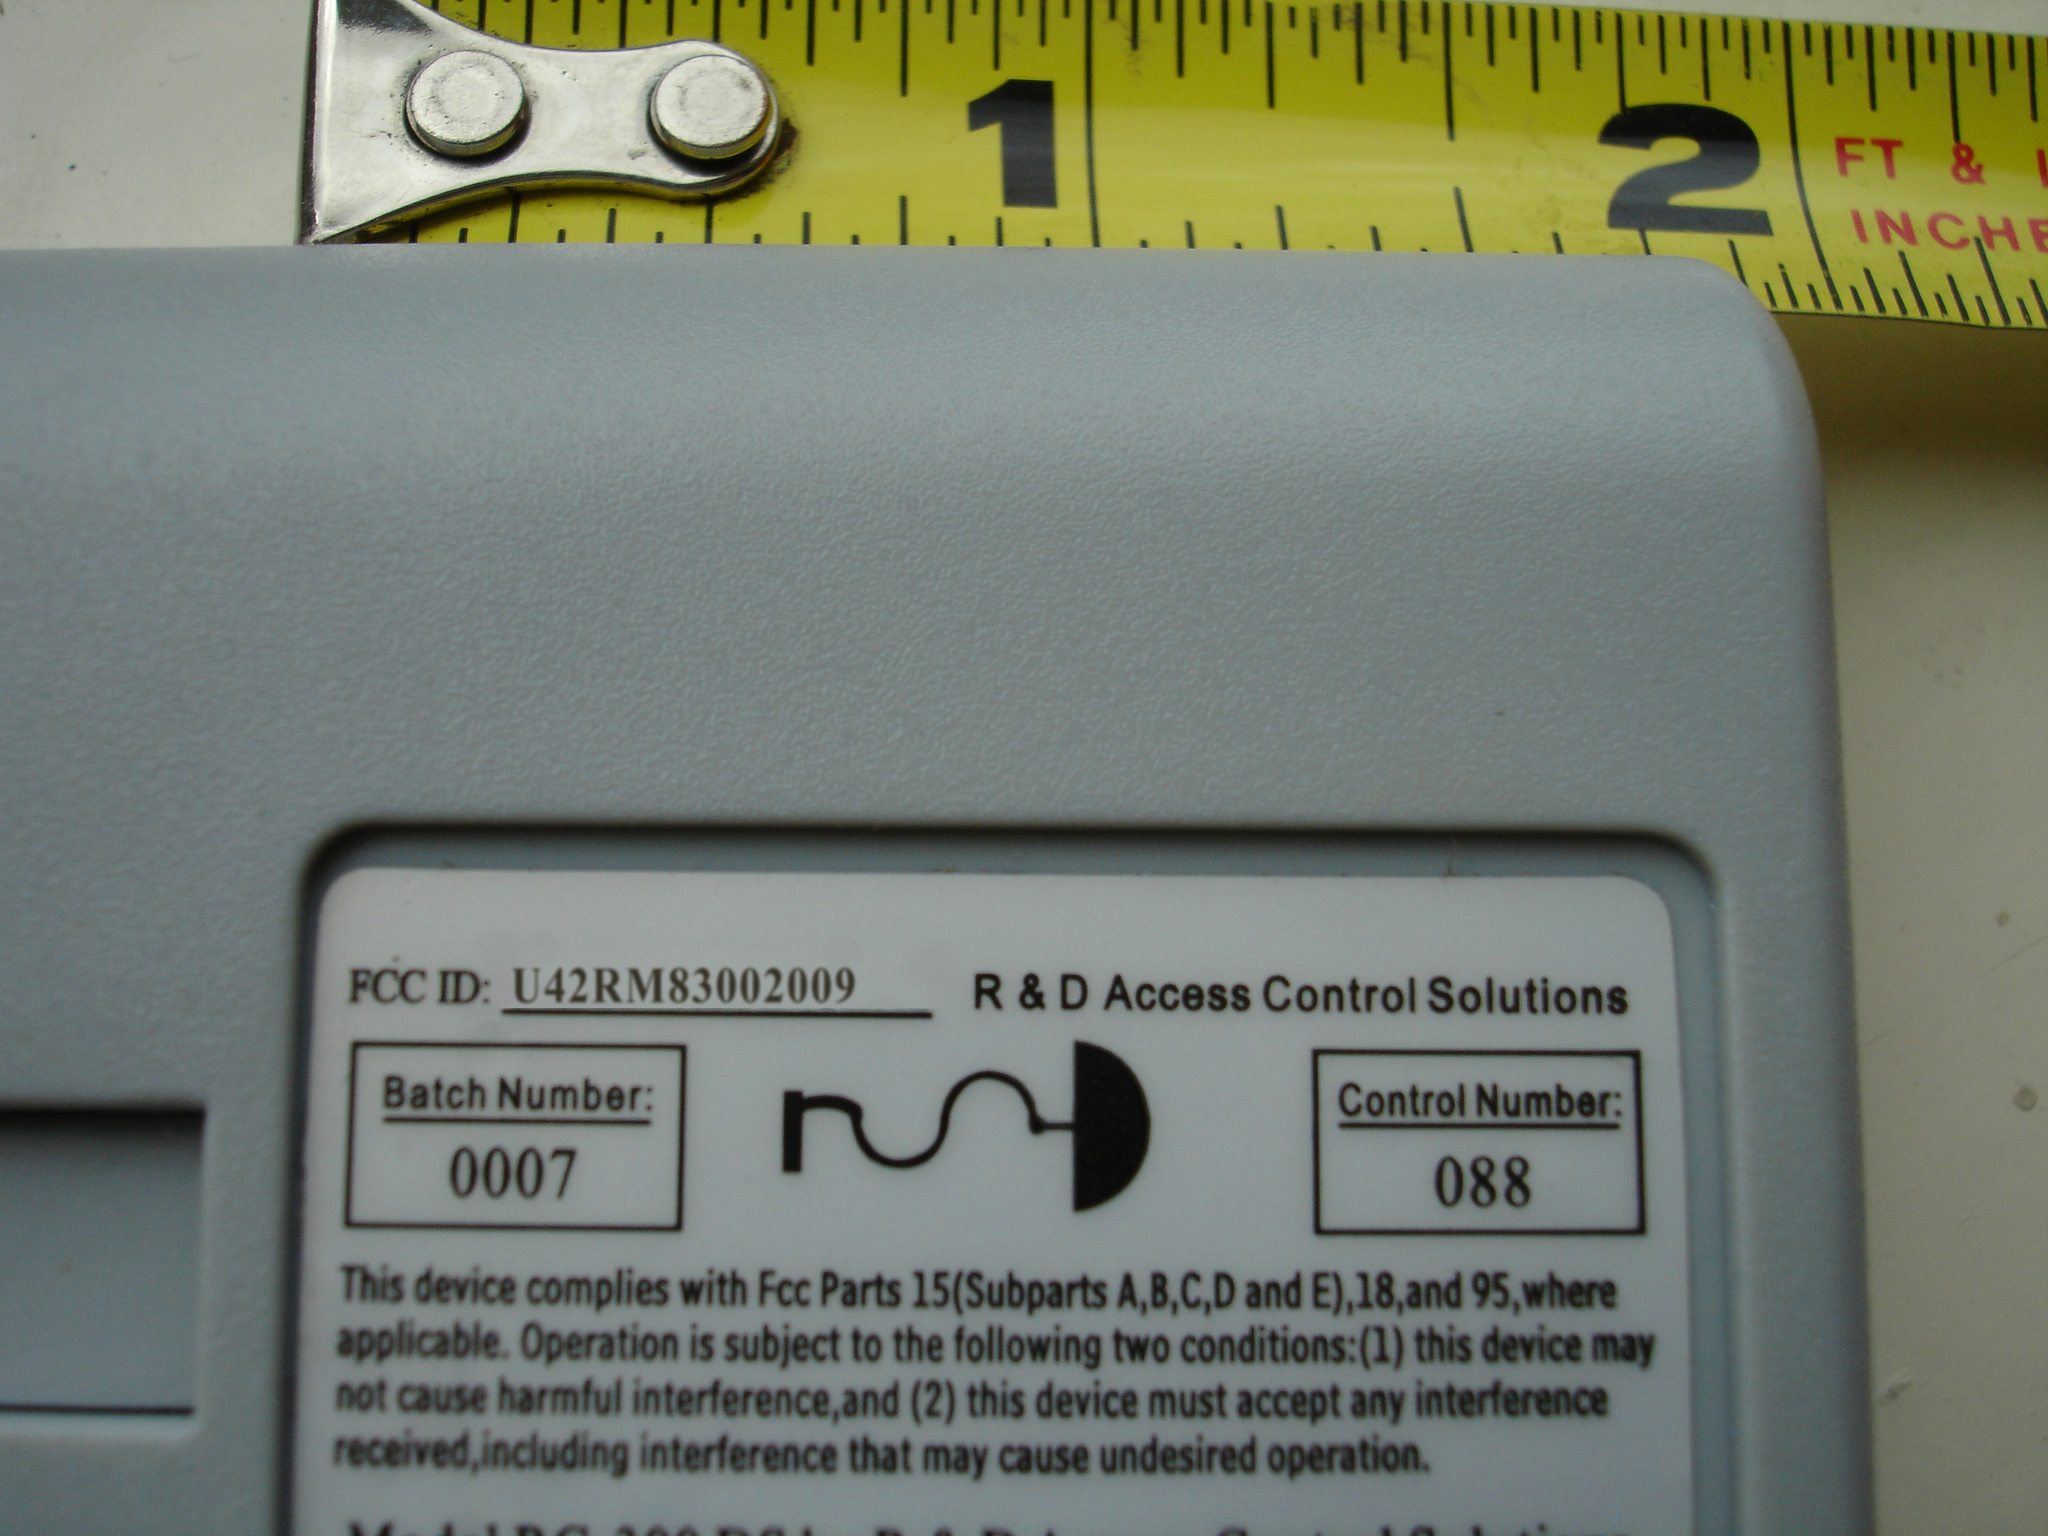 1 2 FT &
INCHE
FCC ID: U42RM83002009 R & D Access Control Solutions
Batch Number:
0007
Control Number:
088
This device complies with Fcc Parts 15(Subparts A,B,C,D and E),18,and 95,where
applicable. Operation is subject to the following two conditions:(1) this device may
not cause harmful interference,and (2) this device must accept any interference
received,including interference that may cause undesired operation.